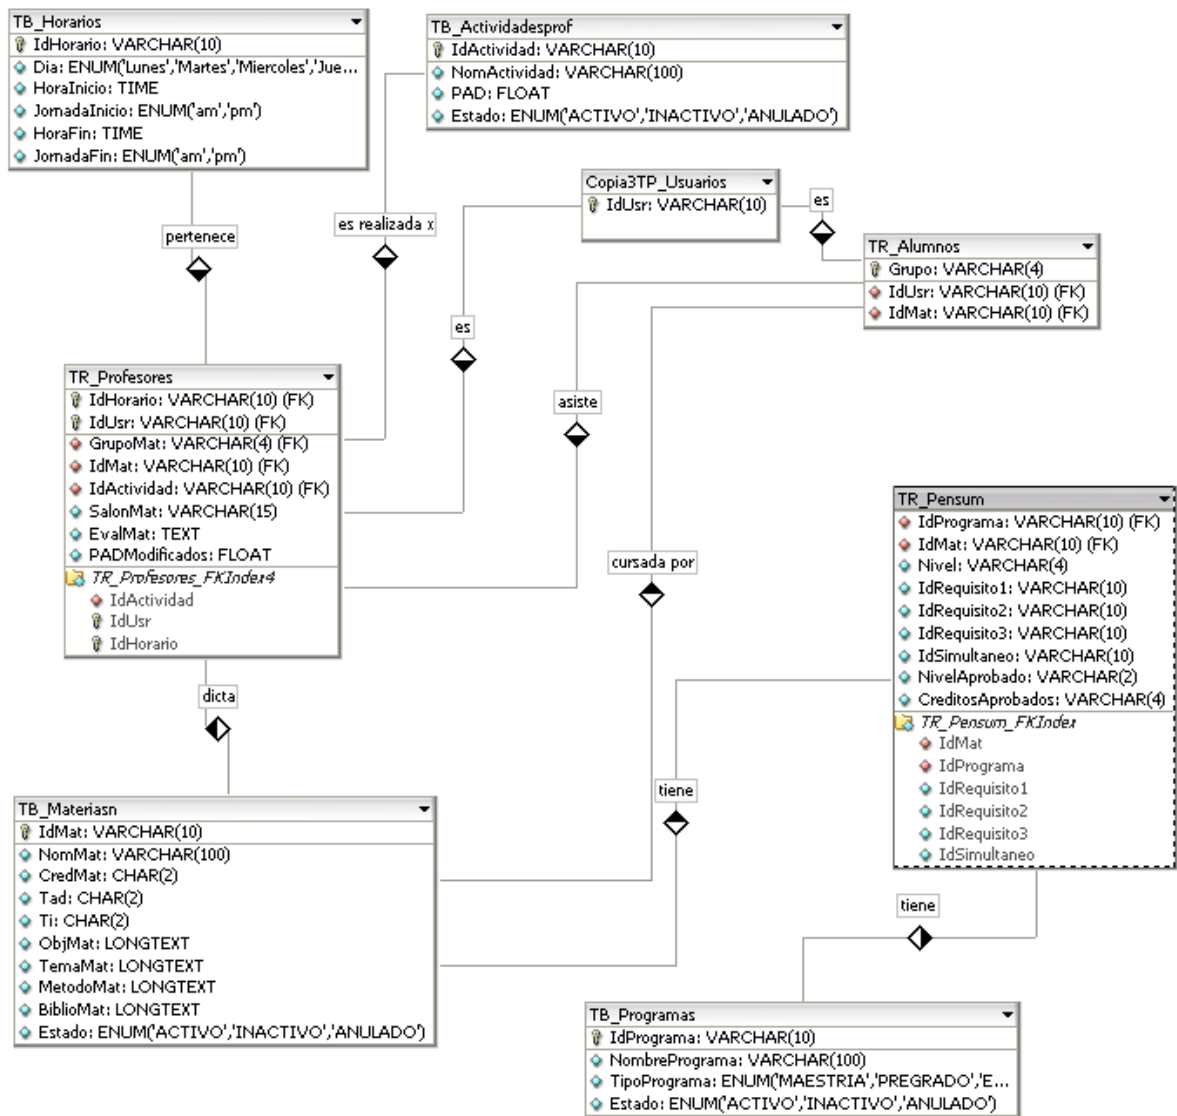 TB_Horarios
IdHorario: VARCHAR(10)
Dia: ENUM('Lunes','Martes','Miercoles','Jue...
HoraInicio: TIME
JornadaInicio: ENUM('am','pm')
HoraFin: TIME
JornadaFin: ENUM('am','pm')
TB_Actividadesprof
IdActividad: VARCHAR(10)
NomActividad: VARCHAR(100)
PAD: FLOAT
Estado: ENUM('ACTIVO','INACTIVO','ANULADO')
Copia3TP_Usuarios
IdUsr: VARCHAR(10)
es
TR_Alumnos
Grupo: VARCHAR(4)
IdUsr: VARCHAR(10) (FK)
IdMat: VARCHAR(10) (FK)
pertenece
es realizada x
es
asiste
TR_Profesores
IdHorario: VARCHAR(10) (FK)
IdUsr: VARCHAR(10) (FK)
GrupoMat: VARCHAR(4) (FK)
IdMat: VARCHAR(10) (FK)
IdActividad: VARCHAR(10) (FK)
SalonMat: VARCHAR(15)
EvalMat: TEXT
PADModificados: FLOAT
TR_Profesores_FKIndex4
IdActividad
IdUsr
IdHorario
cursada por
TR_Pensum
IdPrograma: VARCHAR(10) (FK)
IdMat: VARCHAR(10) (FK)
Nivel: VARCHAR(4)
IdRequisito1: VARCHAR(10)
IdRequisito2: VARCHAR(10)
IdRequisito3: VARCHAR(10)
IdSimultaneo: VARCHAR(10)
NivelAprobado: VARCHAR(2)
CreditosAprobados: VARCHAR(4)
TR_Pensum_FKIndex
IdMat
IdPrograma
IdRequisito1
IdRequisito2
IdRequisito3
IdSimultaneo
dicta
tiene
TB_Materiasn
IdMat: VARCHAR(10)
NomMat: VARCHAR(100)
CredMat: CHAR(2)
Tad: CHAR(2)
Ti: CHAR(2)
ObjMat: LONGTEXT
TemaMat: LONGTEXT
MetodoMat: LONGTEXT
BiblioMat: LONGTEXT
Estado: ENUM('ACTIVO','INACTIVO','ANULADO')
tiene
TB_Programas
IdPrograma: VARCHAR(10)
NombrePrograma: VARCHAR(100)
TipoPrograma: ENUM('MAESTRIA','PREGRADO','E...
Estado: ENUM('ACTIVO','INACTIVO','ANULADO')